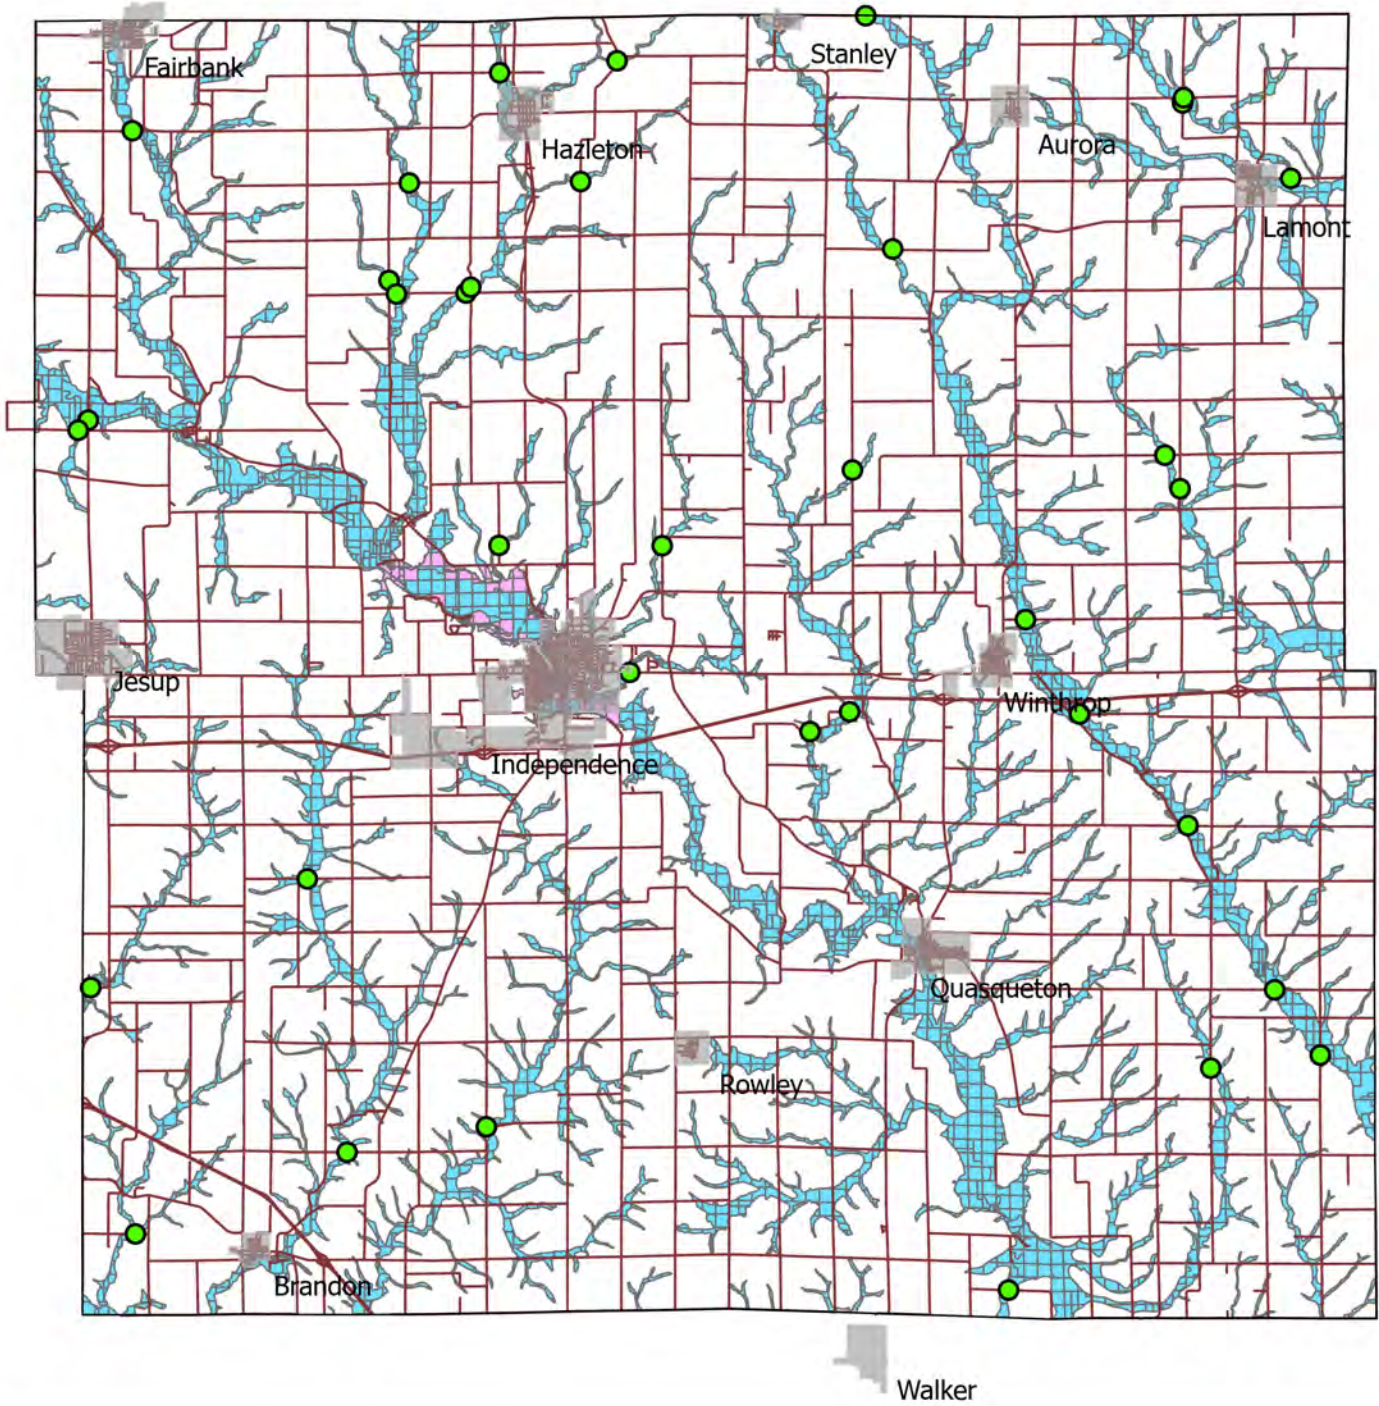 Stanley
Fairbank
Aurora
Hazleton
Lamont
Jesup
Winthrop
Independence
Quasqueton
Rowley
Brandon
Walker